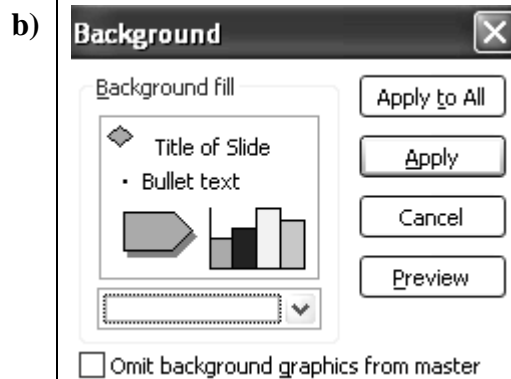 b)
Background
Background fill
Title of Slide
• Bullet text
Apply to All
Apply
Cancel
Preview
Omit background graphics from master